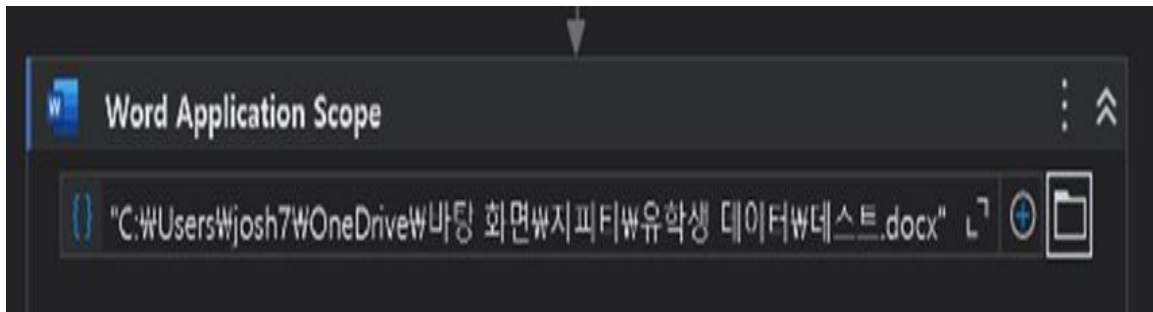 Word Application Scope
"C:₩Users₩josh7₩OneDrive₩바탕 화면₩지피티₩유학생 데이터₩데스트.docx"